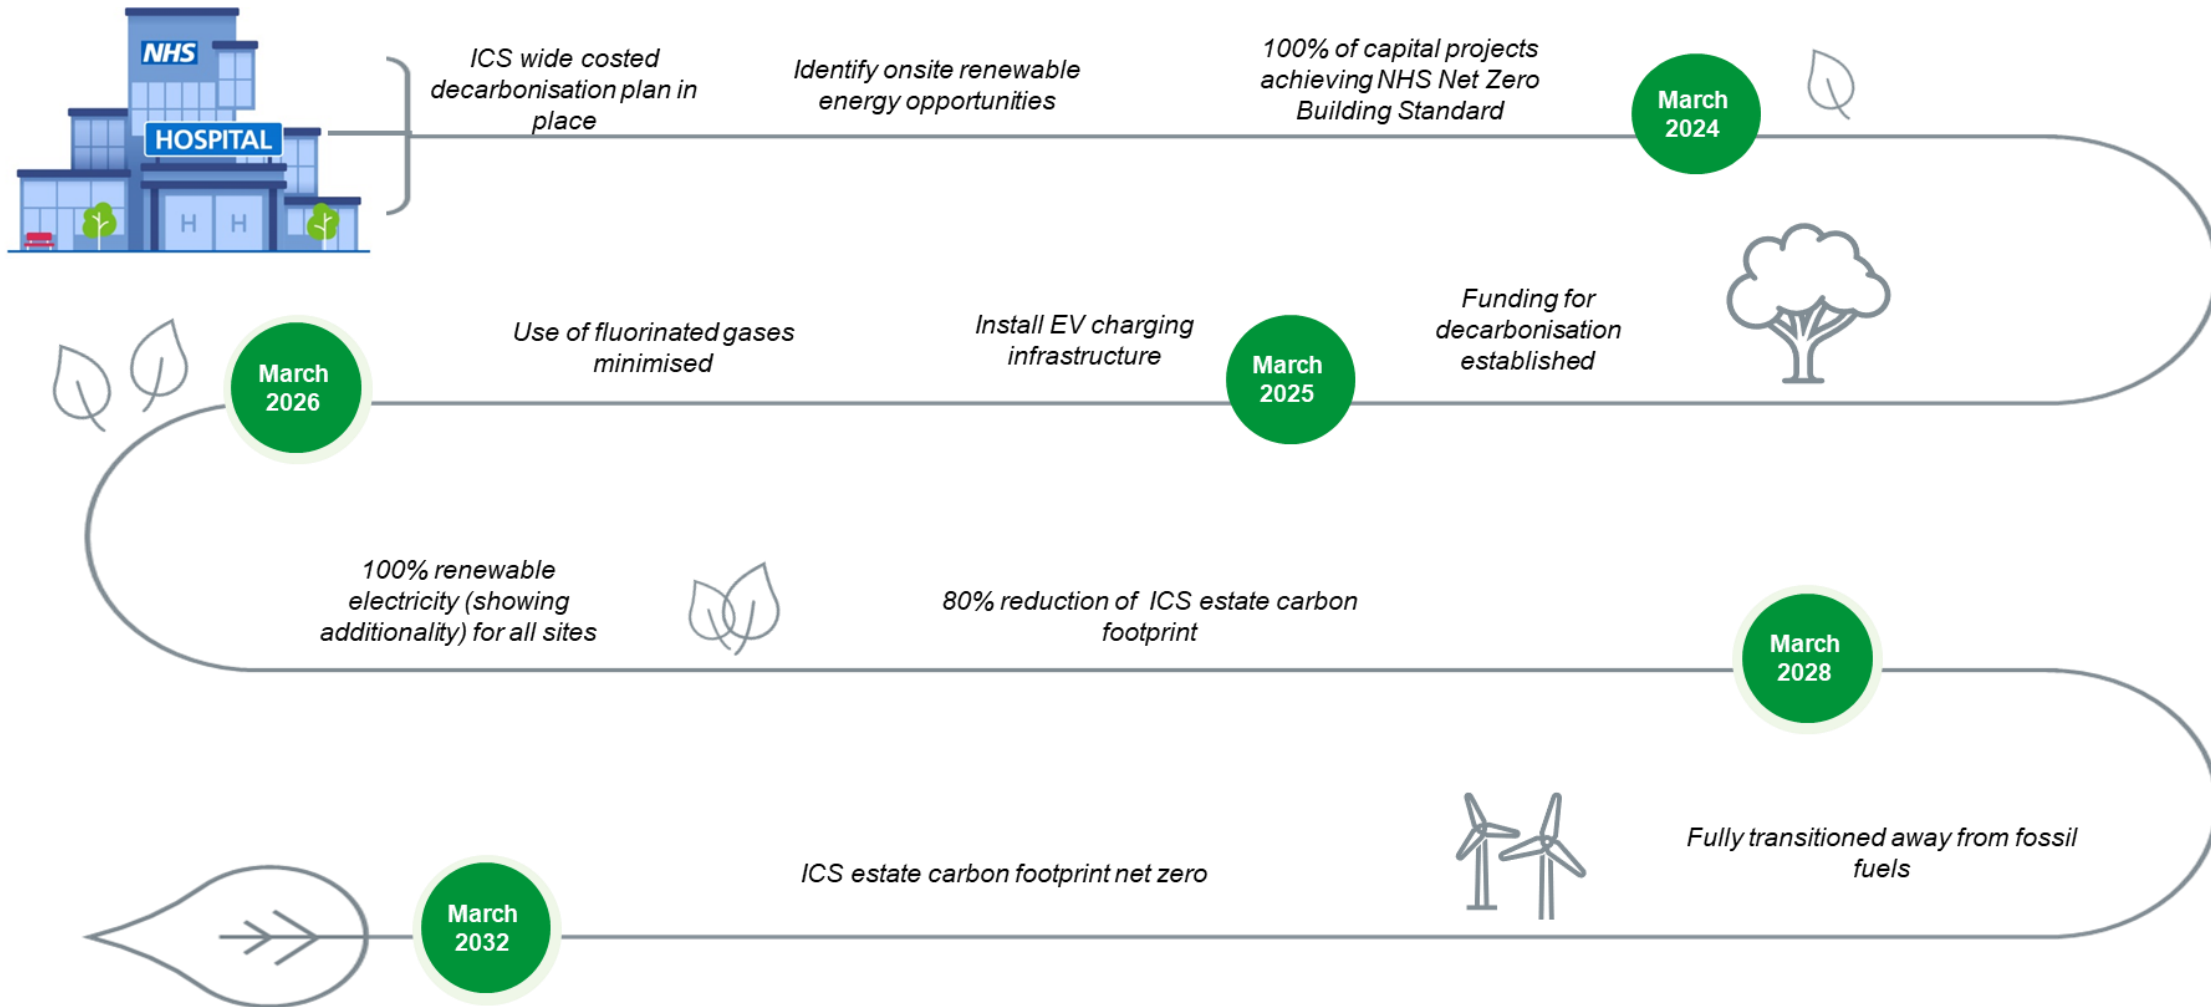 NHS
HOSPITAL
H H
ICS wide costed
decarbonisation plan in
place
Identify onsite renewable
energy opportunities
100% of capital projects
achieving NHS Net Zero
Building Standard
March
2024
Funding for
decarbonisation
established
March
2025
Install EV charging
infrastructure
Use of fluorinated gases
minimised
March
2026
100% renewable
electricity (showing
additionality) for all sites
80% reduction of ICS estate carbon
footprint
March
2028
Fully transitioned away from fossil
fuels
ICS estate carbon footprint net zero
March
2032